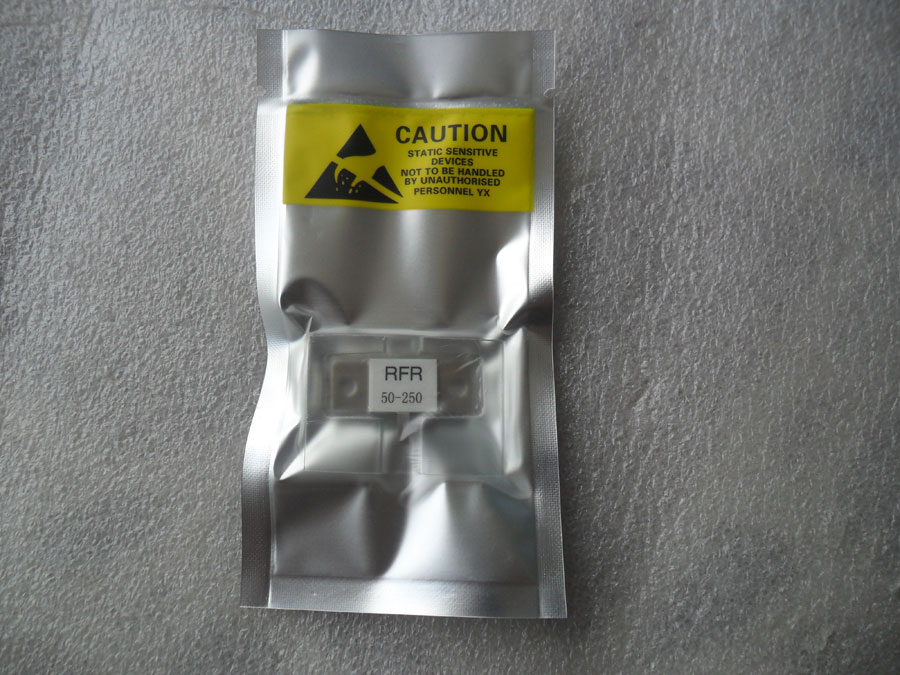 CAUTION
STATIC SENSITIVE
DEVICES
NOT TO BE HANDLED
BY UNAUTHORISED
PERSONNEL YX
RFR
50-250